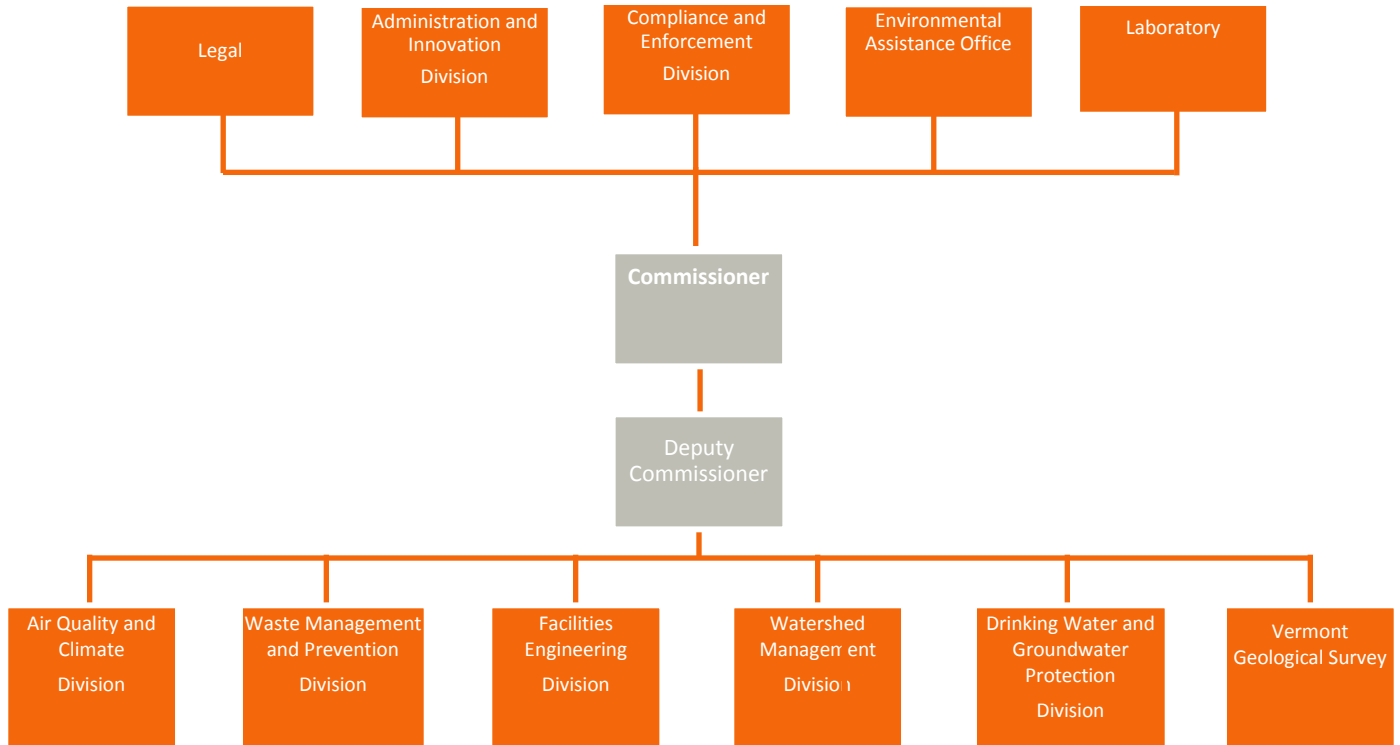 Legal
Administration and
Innovation
Division
Compliance and
Enforcement
Division
Environmental
Assistance Office
Laboratory
Commissioner
Deputy
Commissioner
Air Quality and
Climate
Division
Waste Management
and Prevention
Division
Facilities
Engineering
Division
Watershed
Management
Division
Drinking Water and
Groundwater
Protection
Division
Vermont
Geological Survey